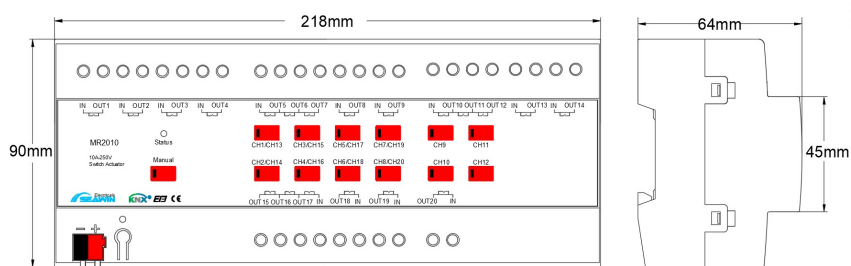 218mm
64mm
90mm
45mm
IN OUT1 IN OUT2 IN OUT3 IN OUT4 IN OUT5 OUT6 OUT7 IN OUT8 IN OUT9 IN OUT10 OUT11 OUT12 IN OUT13 IN OUT14
MR2010
10A-250V
Switch Actuator
Status
Manual
CH1/CH13 CH3/CH15 CH5/CH17 CH7/CH19 CH9 CH11
CH2/CH14 CH4/CH16 CH6/CH18 CH8/CH20 CH10 CH12
Electrical
SEAWIN KNX CE
OUT15 OUT16 OUT17 IN OUT18 IN OUT19 IN OUT20 IN
− +